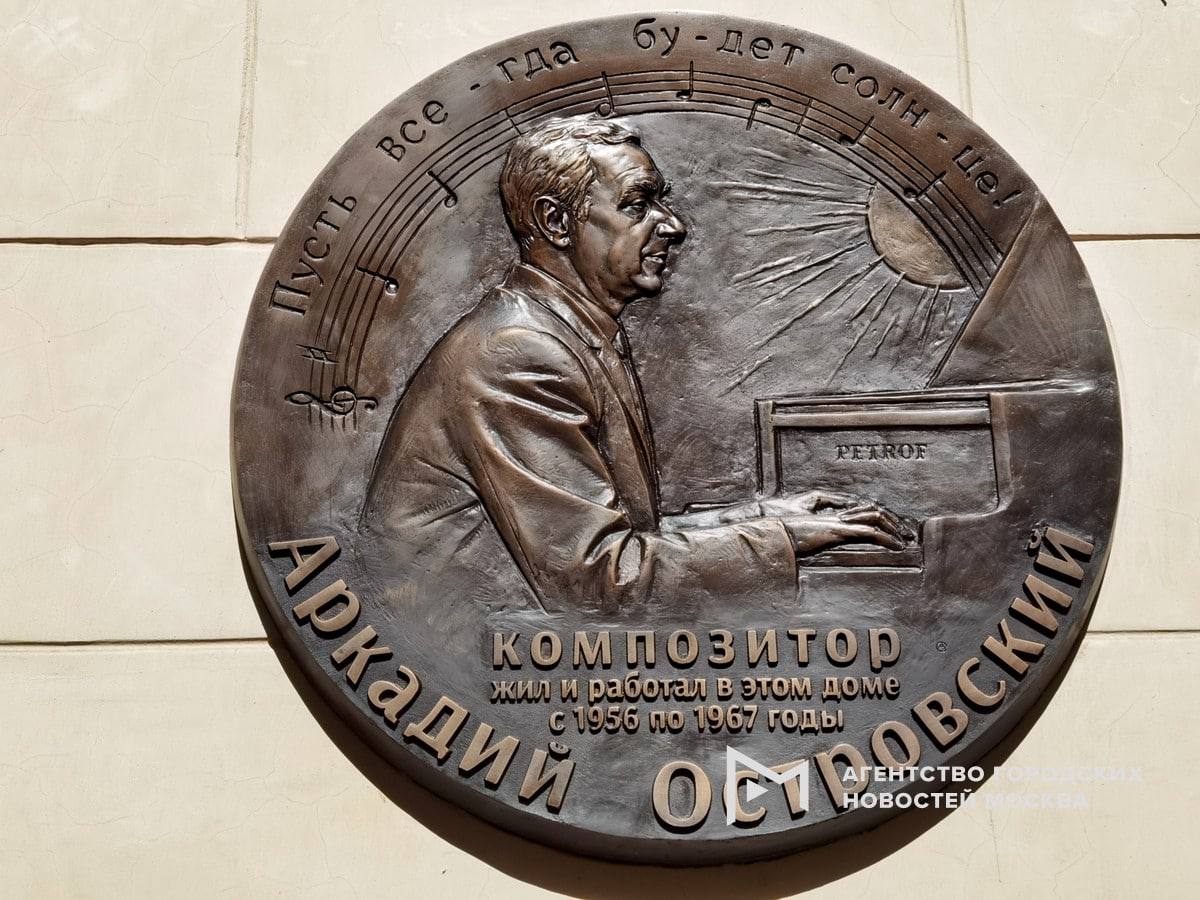 Пусть все - гда бу - дет солн - це!
PETROF
композитор
жил и работал в этом доме
с 1956 по 1967 годы
Аркадий Островский
АГЕНТСТВО ГОРОДСКИХ
НОВОСТЕЙ МОСКВА